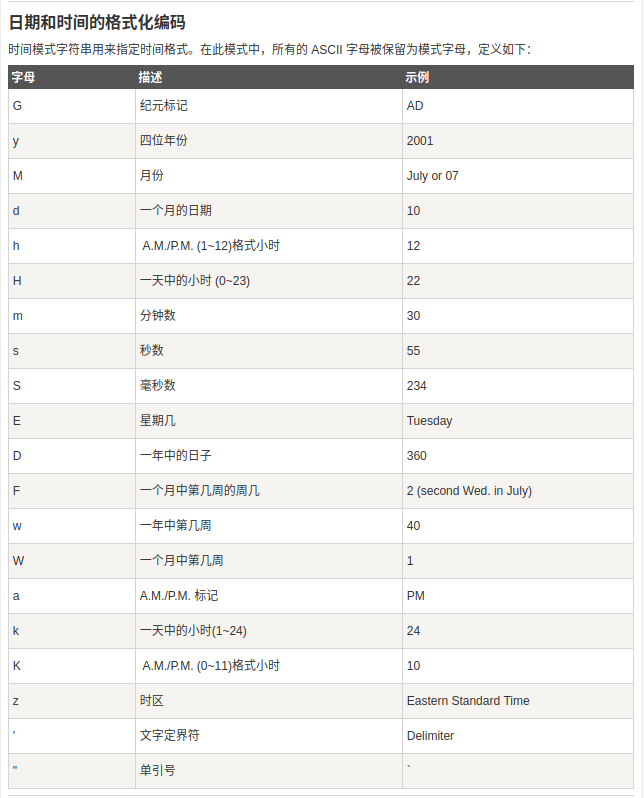 日期和时间的格式化编码
时间模式字符串用来指定时间格式。在此模式中，所有的 ASCII 字母被保留为模式字母，定义如下：
字母 描述 示例
G 纪元标记 AD
y 四位年份 2001
M 月份 July or 07
d 一个月的日期 10
h A.M./P.M. (1~12)格式小时 12
H 一天中的小时 (0~23) 22
m 分钟数 30
s 秒数 55
S 毫秒数 234
E 星期几 Tuesday
D 一年中的日子 360
F 一个月中第几周的周几 2 (second Wed. in July)
w 一年中第几周 40
W 一个月中第几周 1
a A.M./P.M. 标记 PM
k 一天中的小时(1~24) 24
K A.M./P.M. (0~11)格式小时 10
z 时区 Eastern Standard Time
' 文字定界符 Delimiter
" 单引号 `